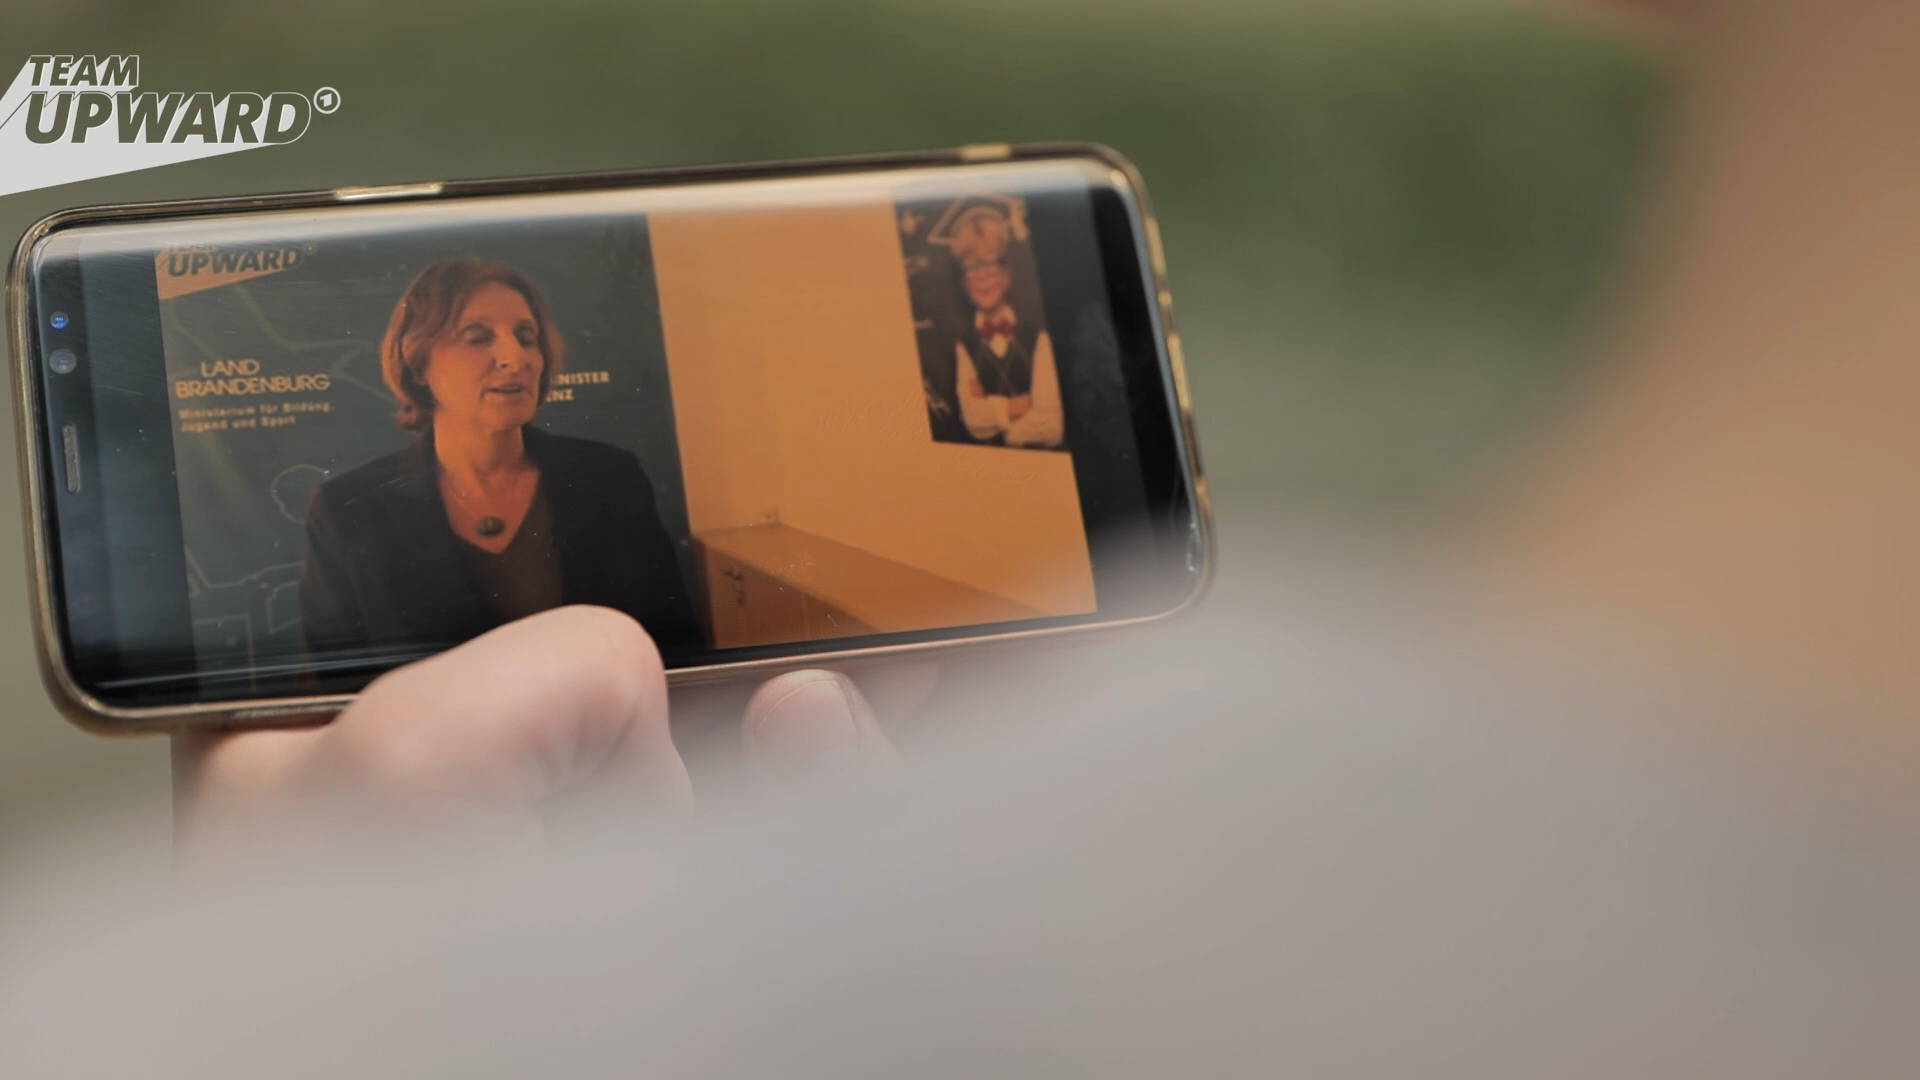 TEAM
UPWARD
UPWARD
LAND
BRANDENBURG
Ministerium für Bildung,
Jugend und Sport